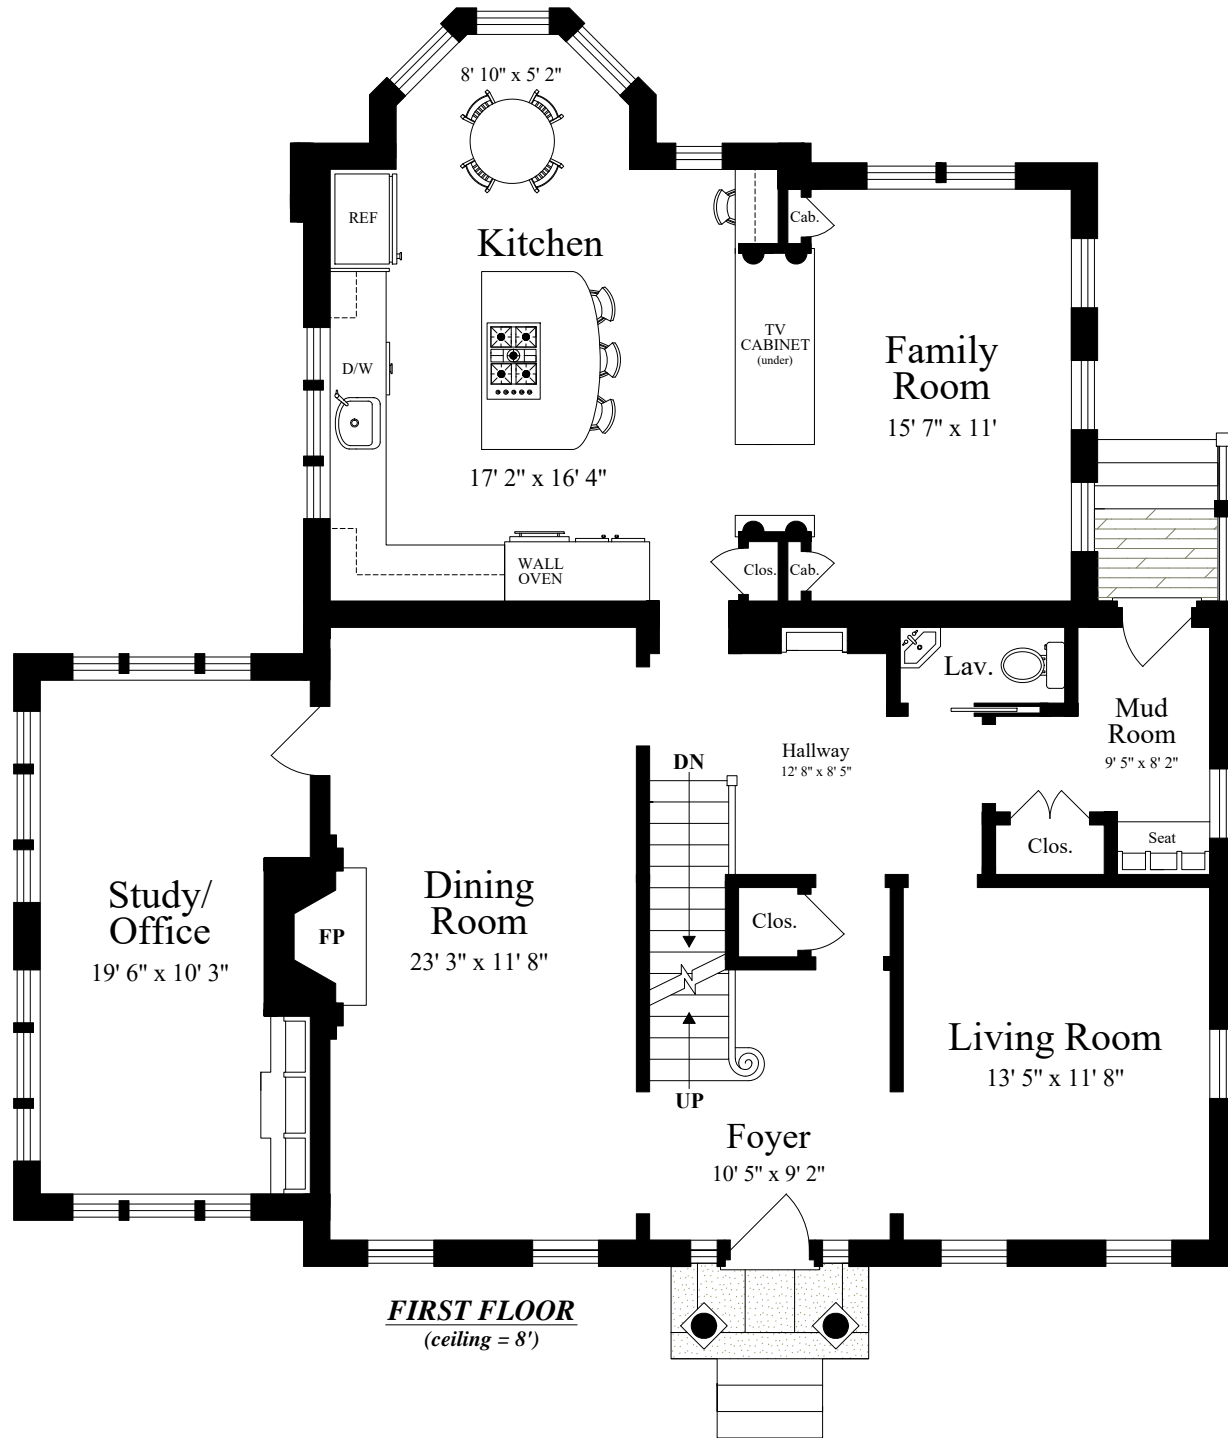 8' 10" x 5' 2"
REF
Cab.
Kitchen
TV
CABINET
(under)
Family
Room
15' 7" x 11'
D/W
17' 2" x 16' 4"
WALL
OVEN
Clos.
Cab.
Lav.
Mud
Room
9' 5" x 8' 2"
Hallway
12' 8" x 8' 5"
DN
Seat
Clos.
Study/
Office
19' 6" x 10' 3"
FP
Dining
Room
23' 3" x 11' 8"
Clos.
Living Room
13' 5" x 11' 8"
UP
Foyer
10' 5" x 9' 2"
FIRST FLOOR
(ceiling = 8')